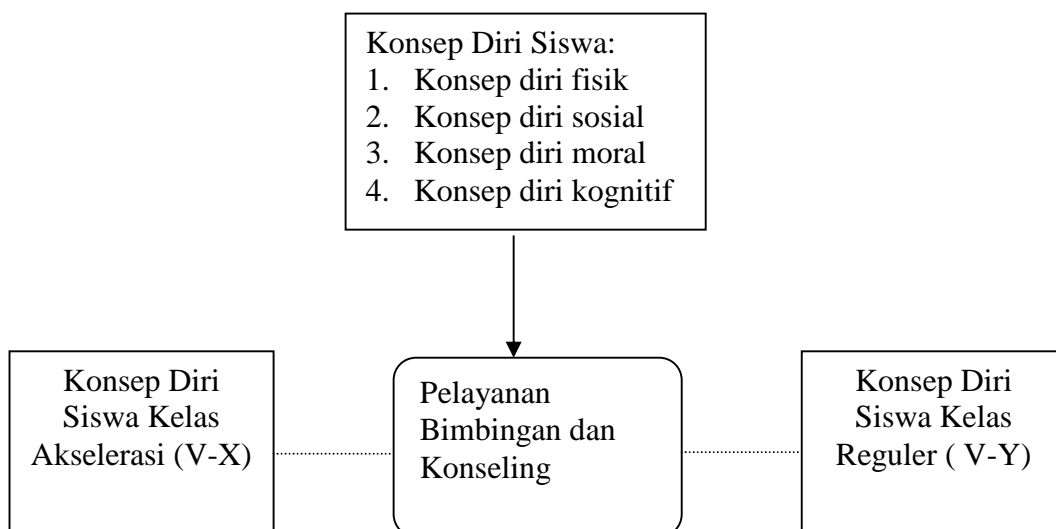 Konsep Diri Siswa:
1. Konsep diri fisik
2. Konsep diri sosial
3. Konsep diri moral
4. Konsep diri kognitif
Konsep Diri
Siswa Kelas
Akselerasi (V-X)
Pelayanan
Bimbingan dan
Konseling
Konsep Diri
Siswa Kelas
Reguler ( V-Y)